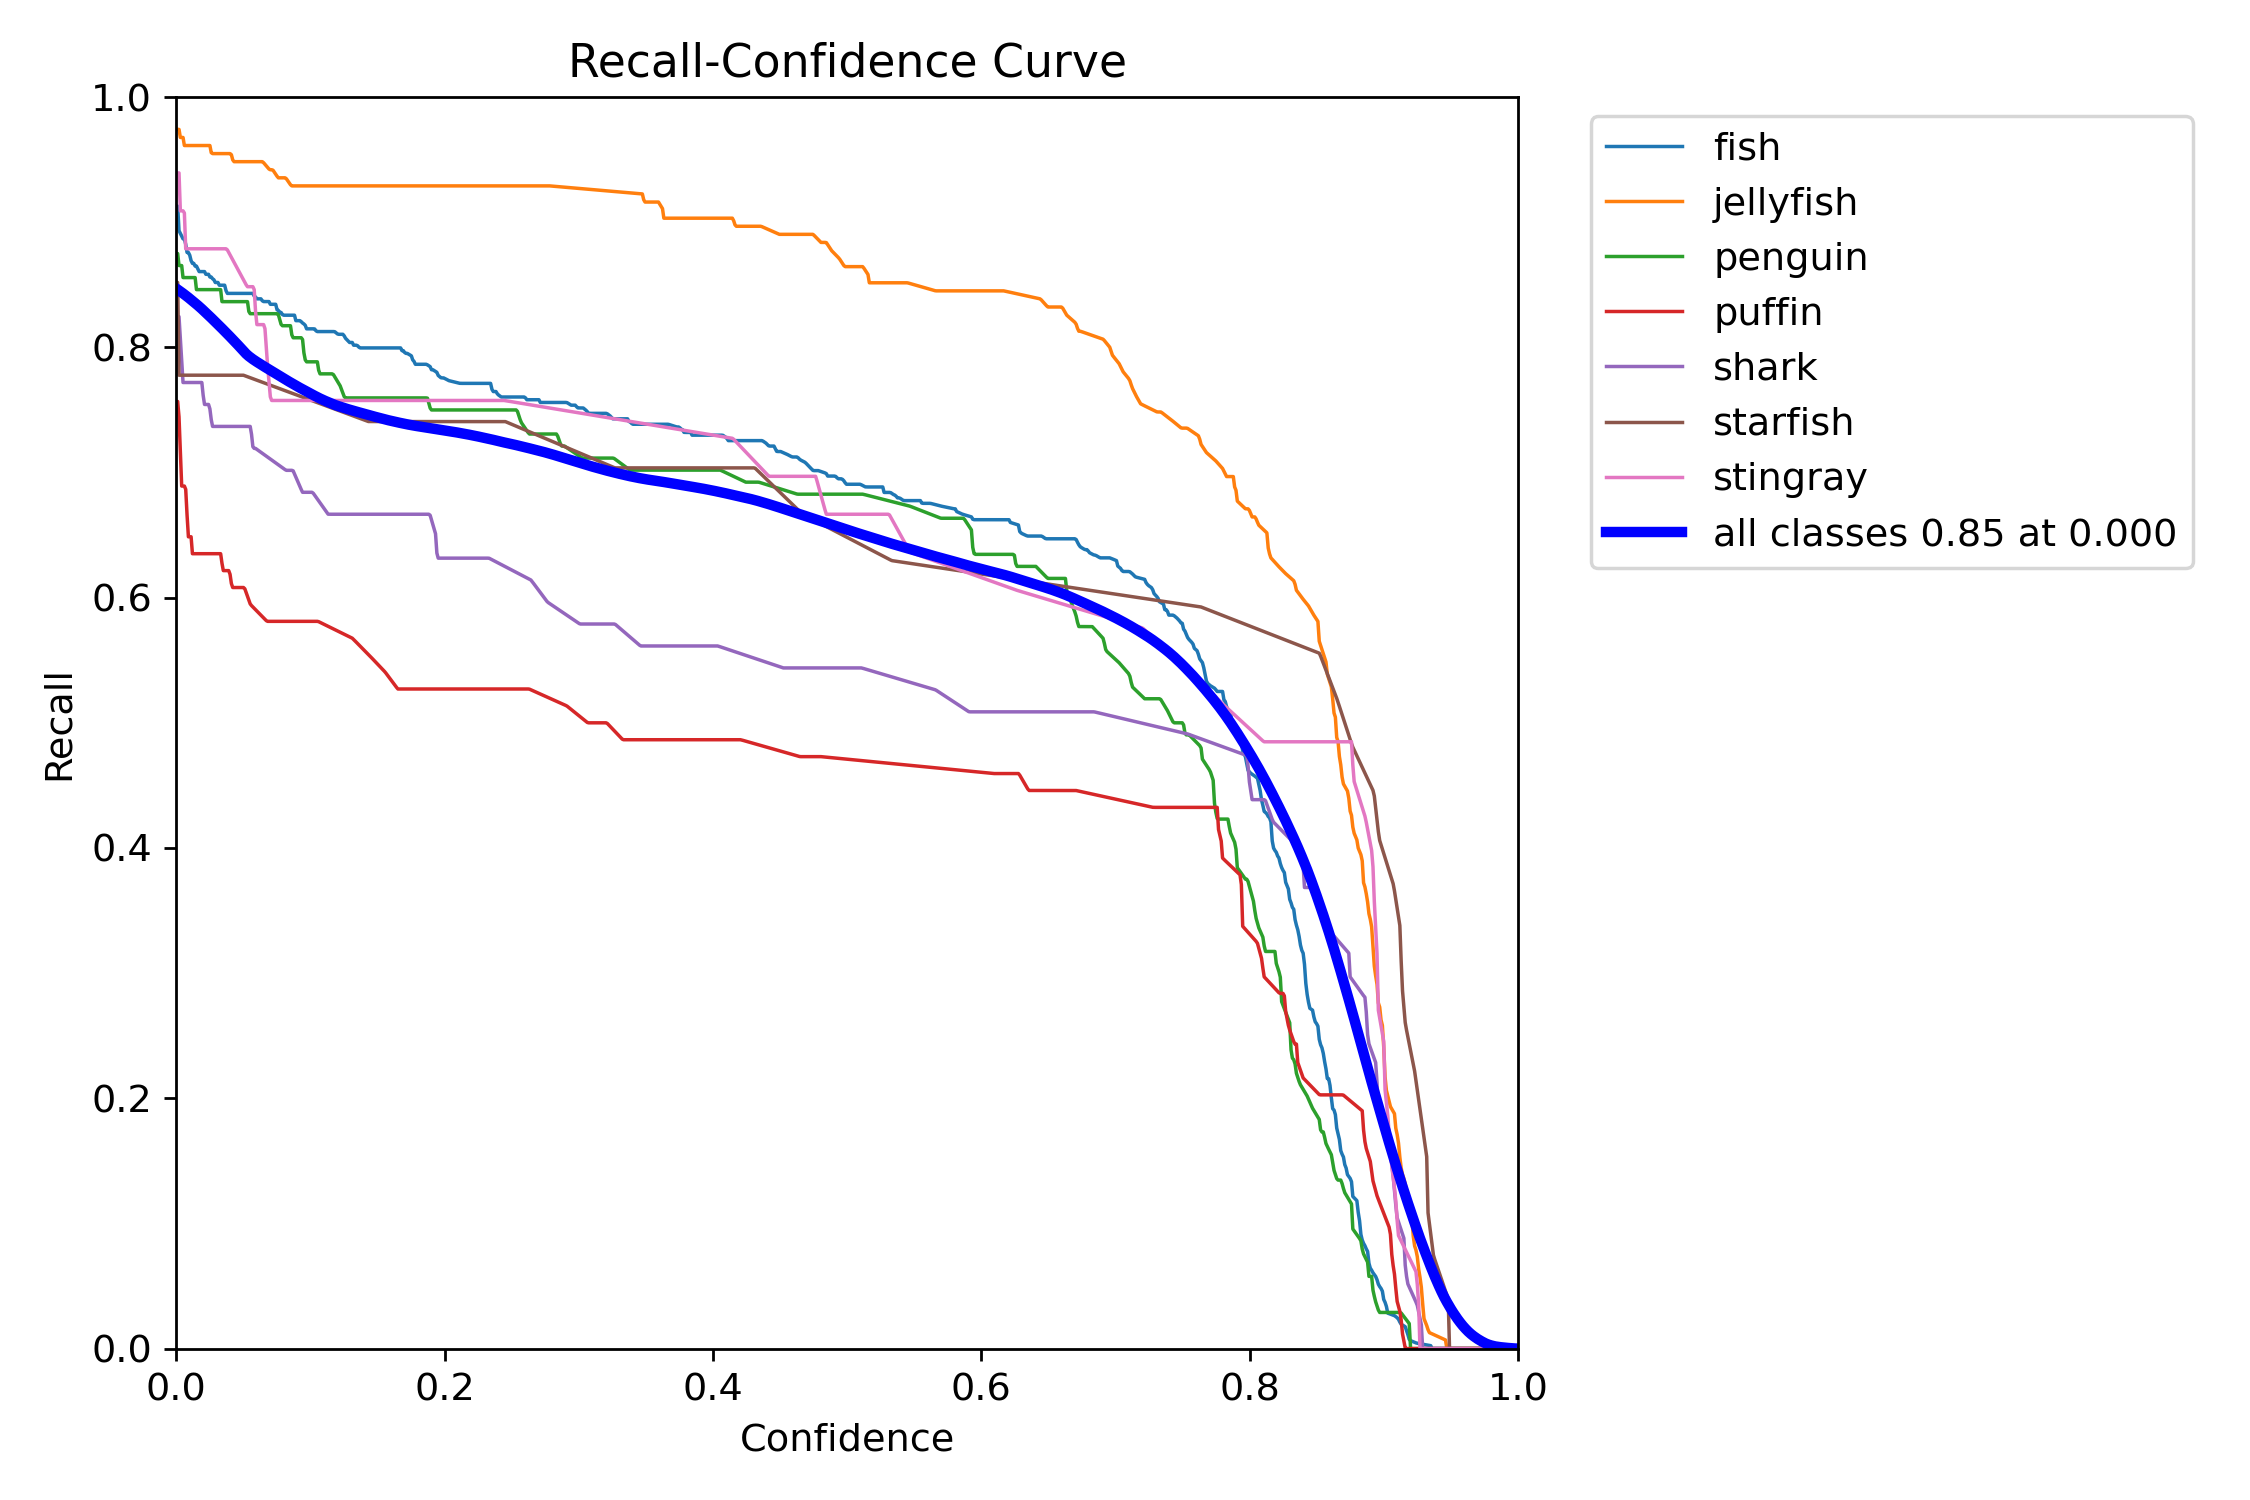 Recall-Confidence Curve
1.0
0.8
0.6
0.4
0.2
0.0
Recall
0.0 0.2 0.4 0.6 0.8 1.0
Confidence
fish
jellyfish
penguin
puffin
shark
starfish
stingray
all classes 0.85 at 0.000